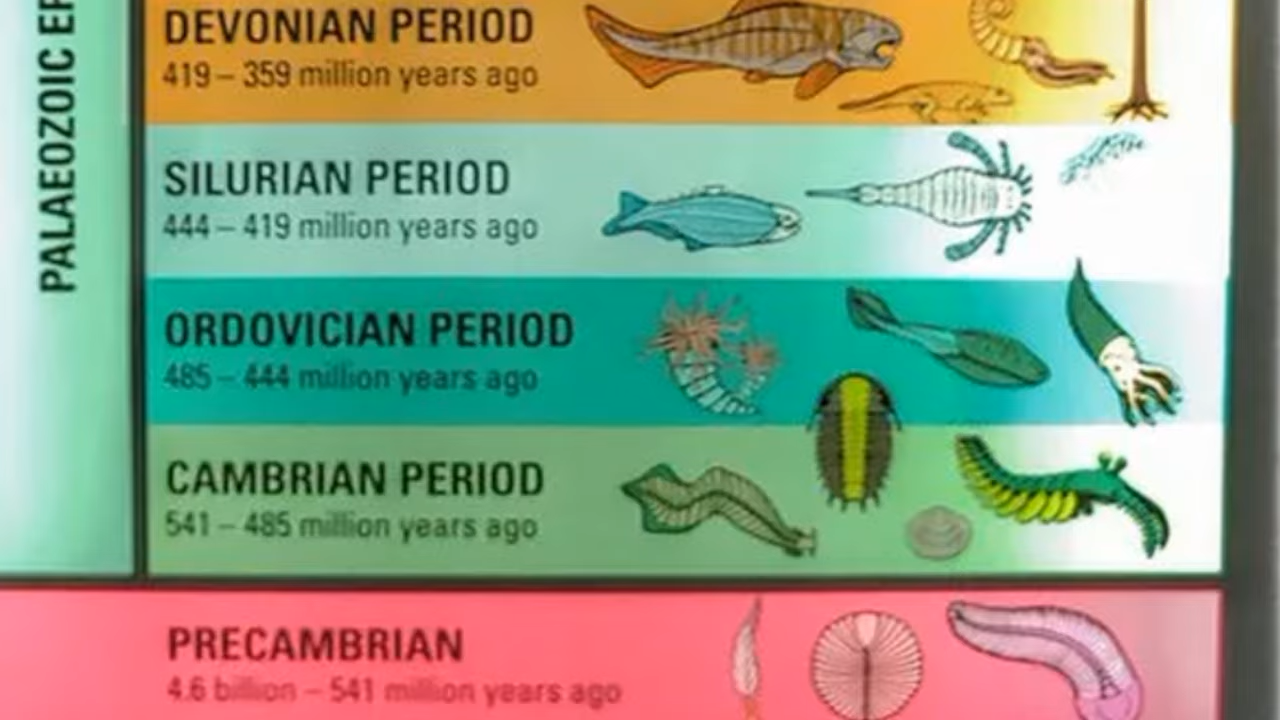 PALAEOZOIC
DEVONIAN PERIOD
419 – 359 million years ago
SILURIAN PERIOD
444 – 419 million years ago
ORDOVICIAN PERIOD
485 – 444 million years ago
CAMBRIAN PERIOD
541 – 485 million years ago
PRECAMBRIAN
4.6 billion – 541 million years ago